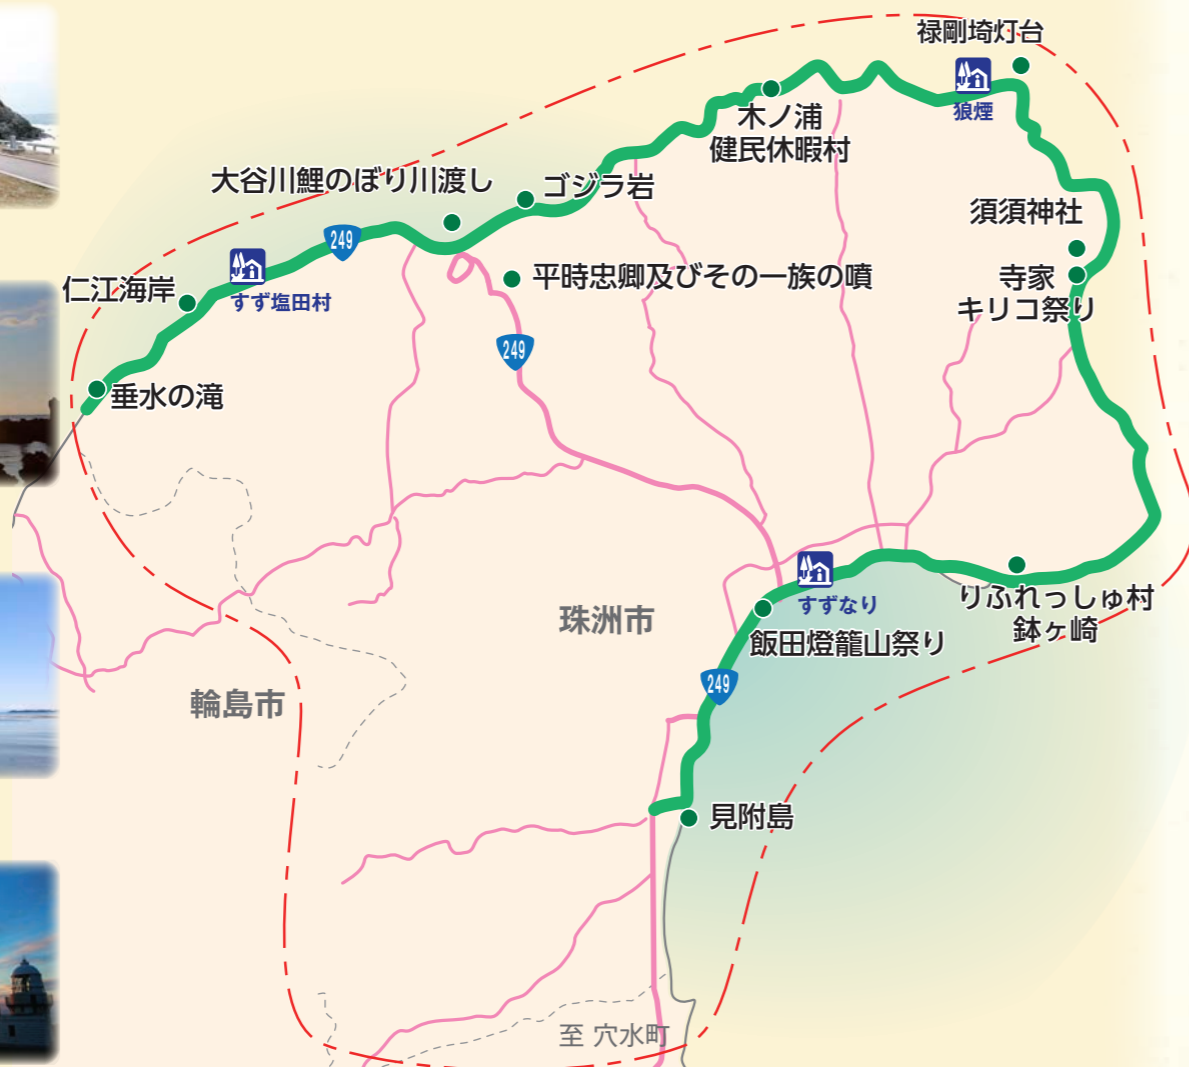 禄剛埼灯台
狼煙
木ノ浦
健民休暇村
大谷川鯉のぼり川渡し
ゴジラ岩
須須神社
249
寺家
キリコ祭り
平時忠卿及びその一族の墳
仁江海岸
すず塩田村
249
垂水の滝
りふれっしゅ村
鉢ヶ崎
すずなり
珠洲市
飯田燈籠山祭り
249
輪島市
見附島
至 穴水町